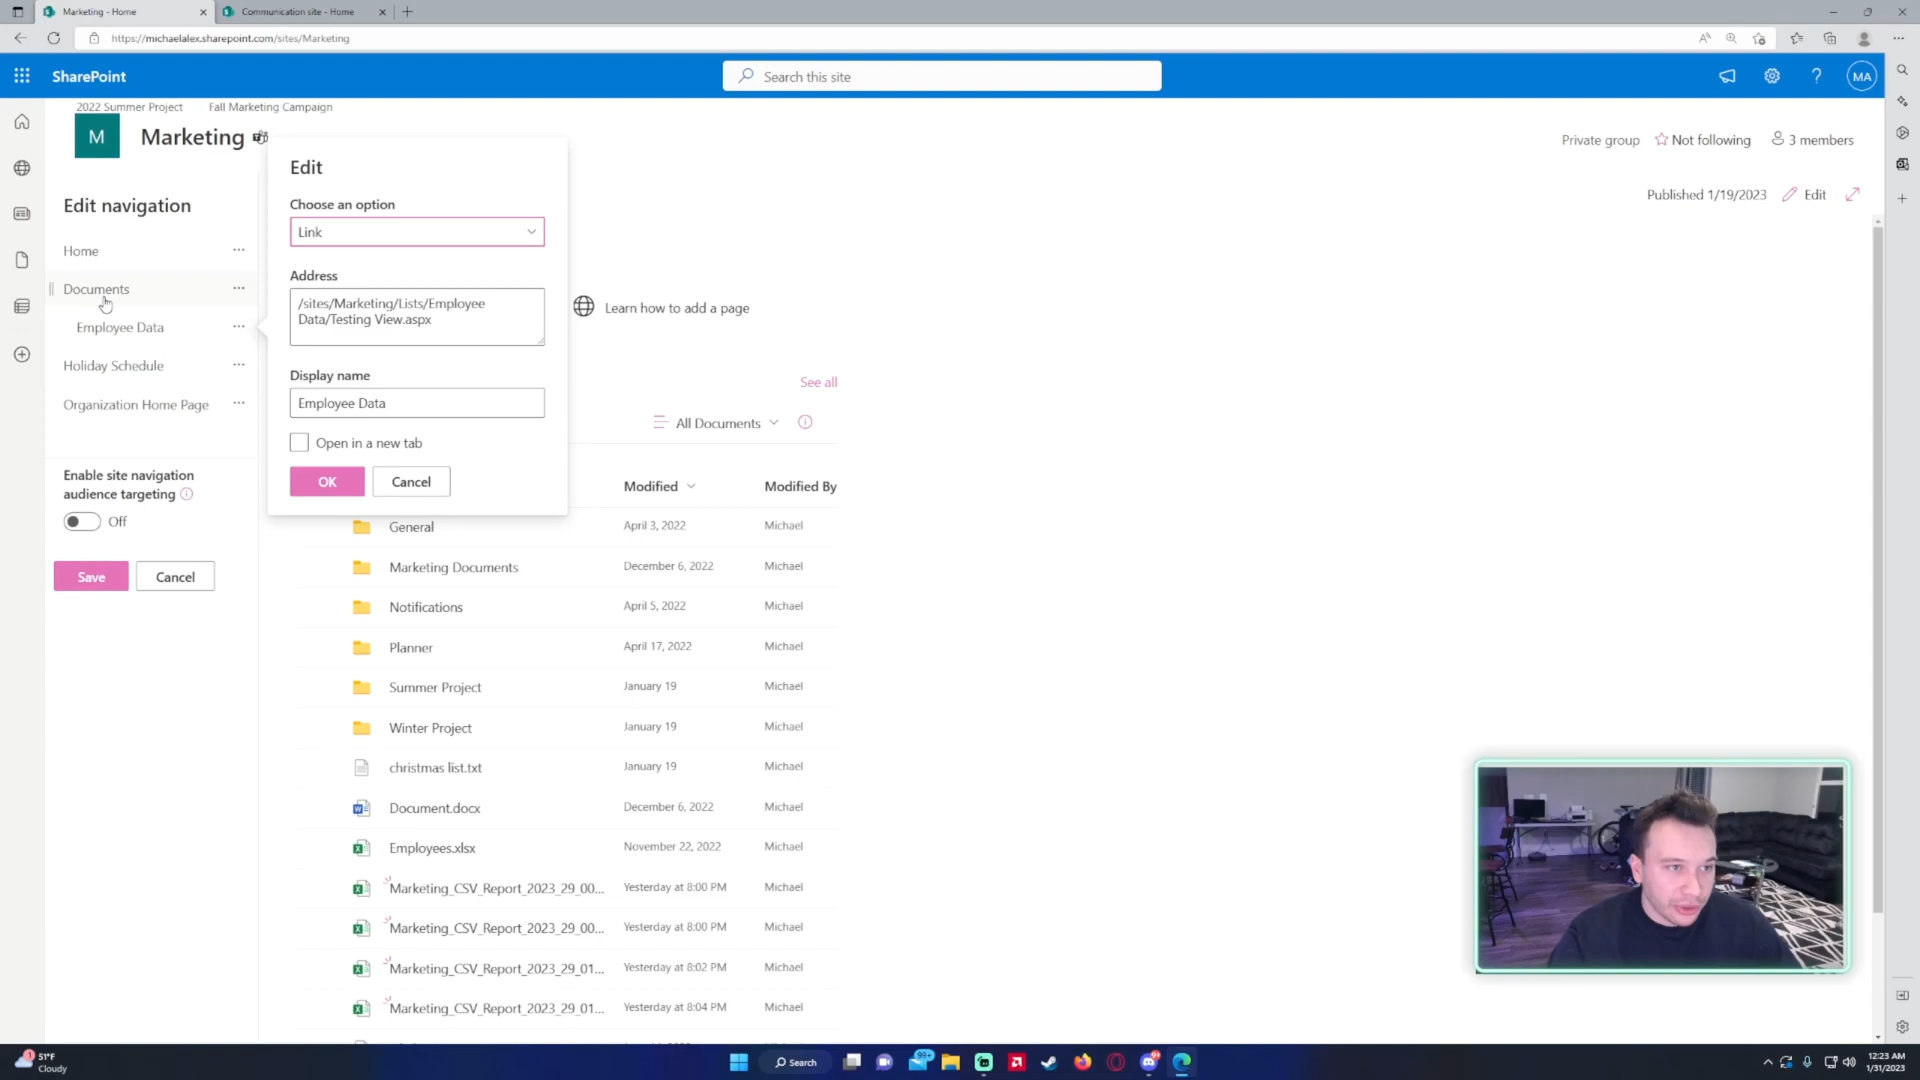 Marketing - Home
Communication site - Home
https://michaelalex.sharepoint.com/sites/Marketing
SharePoint
Search this site
MA
2022 Summer Project
Fall Marketing Campaign
M
Marketing
Private group
Not following
3 members
Published 1/19/2023
Edit
Edit navigation
Home
Documents
Employee Data
Holiday Schedule
Organization Home Page
Enable site navigation
audience targeting
Off
Save
Cancel
Edit
Choose an option
Link
Address
/sites/Marketing/Lists/Employee
Data/Testing View.aspx
Display name
Employee Data
Open in a new tab
OK
Cancel
Learn how to add a page
See all
All Documents
Modified
Modified By
General
April 3, 2022
Michael
Marketing Documents
December 6, 2022
Michael
Notifications
April 5, 2022
Michael
Planner
April 17, 2022
Michael
Summer Project
January 19
Michael
Winter Project
January 19
Michael
christmas list.txt
January 19
Michael
Document.docx
December 6, 2022
Michael
Employees.xlsx
November 22, 2022
Michael
Marketing_CSV_Report_2023_29_00...
Yesterday at 8:00 PM
Michael
Marketing_CSV_Report_2023_29_00...
Yesterday at 8:00 PM
Michael
Marketing_CSV_Report_2023_29_01...
Yesterday at 8:02 PM
Michael
Marketing_CSV_Report_2023_29_01...
Yesterday at 8:04 PM
Michael
51°F
Cloudy
Search
99+
12:23 AM
1/31/2023